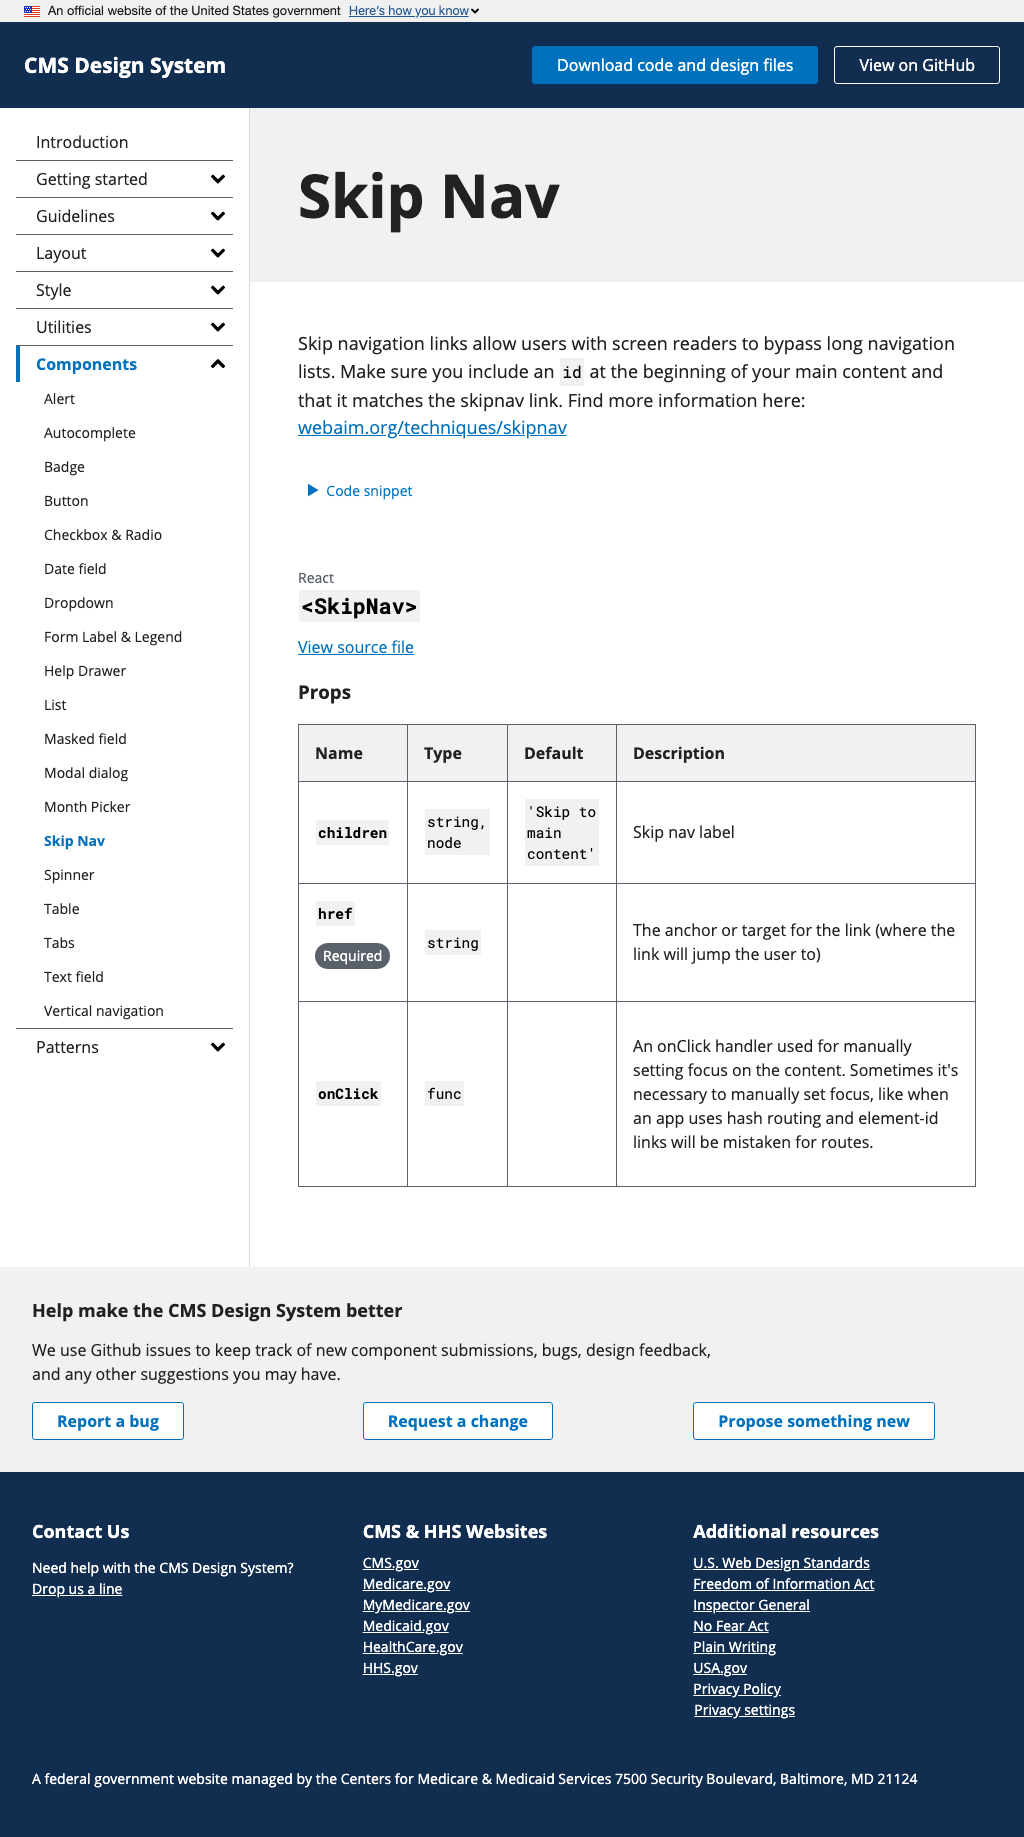 An official website of the United States government Here's how you know
CMS Design System
Download code and design files
View on GitHub
Introduction
Getting started
Guidelines
Layout
Style
Utilities
Components
Alert
Autocomplete
Badge
Button
Checkbox & Radio
Date field
Dropdown
Form Label & Legend
Help Drawer
List
Masked field
Modal dialog
Month Picker
Skip Nav
Spinner
Table
Tabs
Text field
Vertical navigation
Patterns
Skip Nav
Skip navigation links allow users with screen readers to bypass long navigation
lists. Make sure you include an id at the beginning of your main content and
that it matches the skipnav link. Find more information here:
webaim.org/techniques/skipnav
Code snippet
React
<SkipNav>
View source file
Props
Name Type Default Description
children
string,
node
'Skip to
main
content'
Skip nav label
href
Required
string
The anchor or target for the link (where the
link will jump the user to)
onClick
func
An onClick handler used for manually
setting focus on the content. Sometimes it's
necessary to manually set focus, like when
an app uses hash routing and element-id
links will be mistaken for routes.
Help make the CMS Design System better
We use Github issues to keep track of new component submissions, bugs, design feedback,
and any other suggestions you may have.
Report a bug
Request a change
Propose something new
Contact Us
Need help with the CMS Design System?
Drop us a line
CMS & HHS Websites
CMS.gov
Medicare.gov
MyMedicare.gov
Medicaid.gov
HealthCare.gov
HHS.gov
Additional resources
U.S. Web Design Standards
Freedom of Information Act
Inspector General
No Fear Act
Plain Writing
USA.gov
Privacy Policy
Privacy settings
A federal government website managed by the Centers for Medicare & Medicaid Services 7500 Security Boulevard, Baltimore, MD 21124